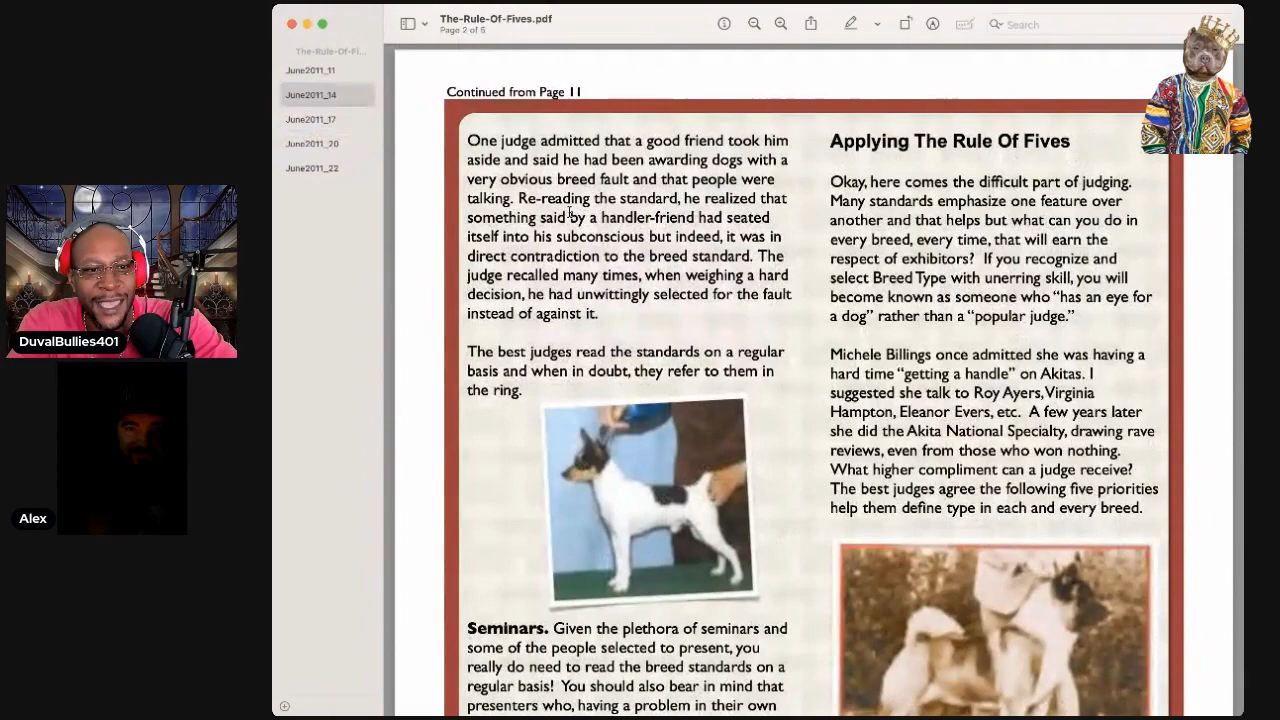 The-Rule-Of-Fives.pdf
Page 2 of 5
Search
The-Rule-Of-Fi...
June2011_11
June2011_14
June2011_17
June2011_20
June2011_22
Continued from Page 11
One judge admitted that a good friend took him
aside and said he had been awarding dogs with a
very obvious breed fault and that people were
talking. Re-reading the standard, he realized that
something said by a handler-friend had seated
itself into his subconscious but indeed, it was in
direct contradiction to the breed standard. The
judge recalled many times, when weighing a hard
decision, he had unwittingly selected for the fault
instead of against it.
The best judges read the standards on a regular
basis and when in doubt, they refer to them in
the ring.
Seminars. Given the plethora of seminars and
some of the people selected to present, you
really do need to read the breed standards on a
regular basis! You should also bear in mind that
presenters who, having a problem in their own
Applying The Rule Of Fives
Okay, here comes the difficult part of judging.
Many standards emphasize one feature over
another and that helps but what can you do in
every breed, every time, that will earn the
respect of exhibitors? If you recognize and
select Breed Type with unerring skill, you will
become known as someone who "has an eye for
a dog" rather than a "popular judge."
Michele Billings once admitted she was having a
hard time "getting a handle" on Akitas. I
suggested she talk to Roy Ayers, Virginia
Hampton, Eleanor Evers, etc. A few years later
she did the Akita National Specialty, drawing rave
reviews, even from those who won nothing.
What higher compliment can a judge receive?
The best judges agree the following five priorities
help them define type in each and every breed.
DuvalBullies401
Alex